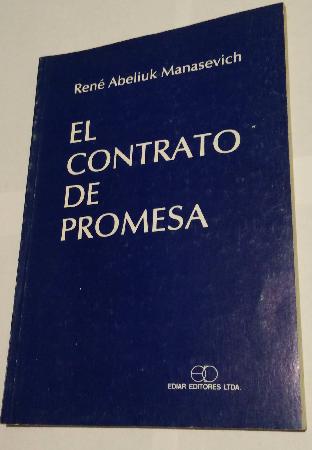 René Abeliuk Manasevich
EL
CONTRATO
DE
PROMESA
EDIAR EDITORES LTDA.